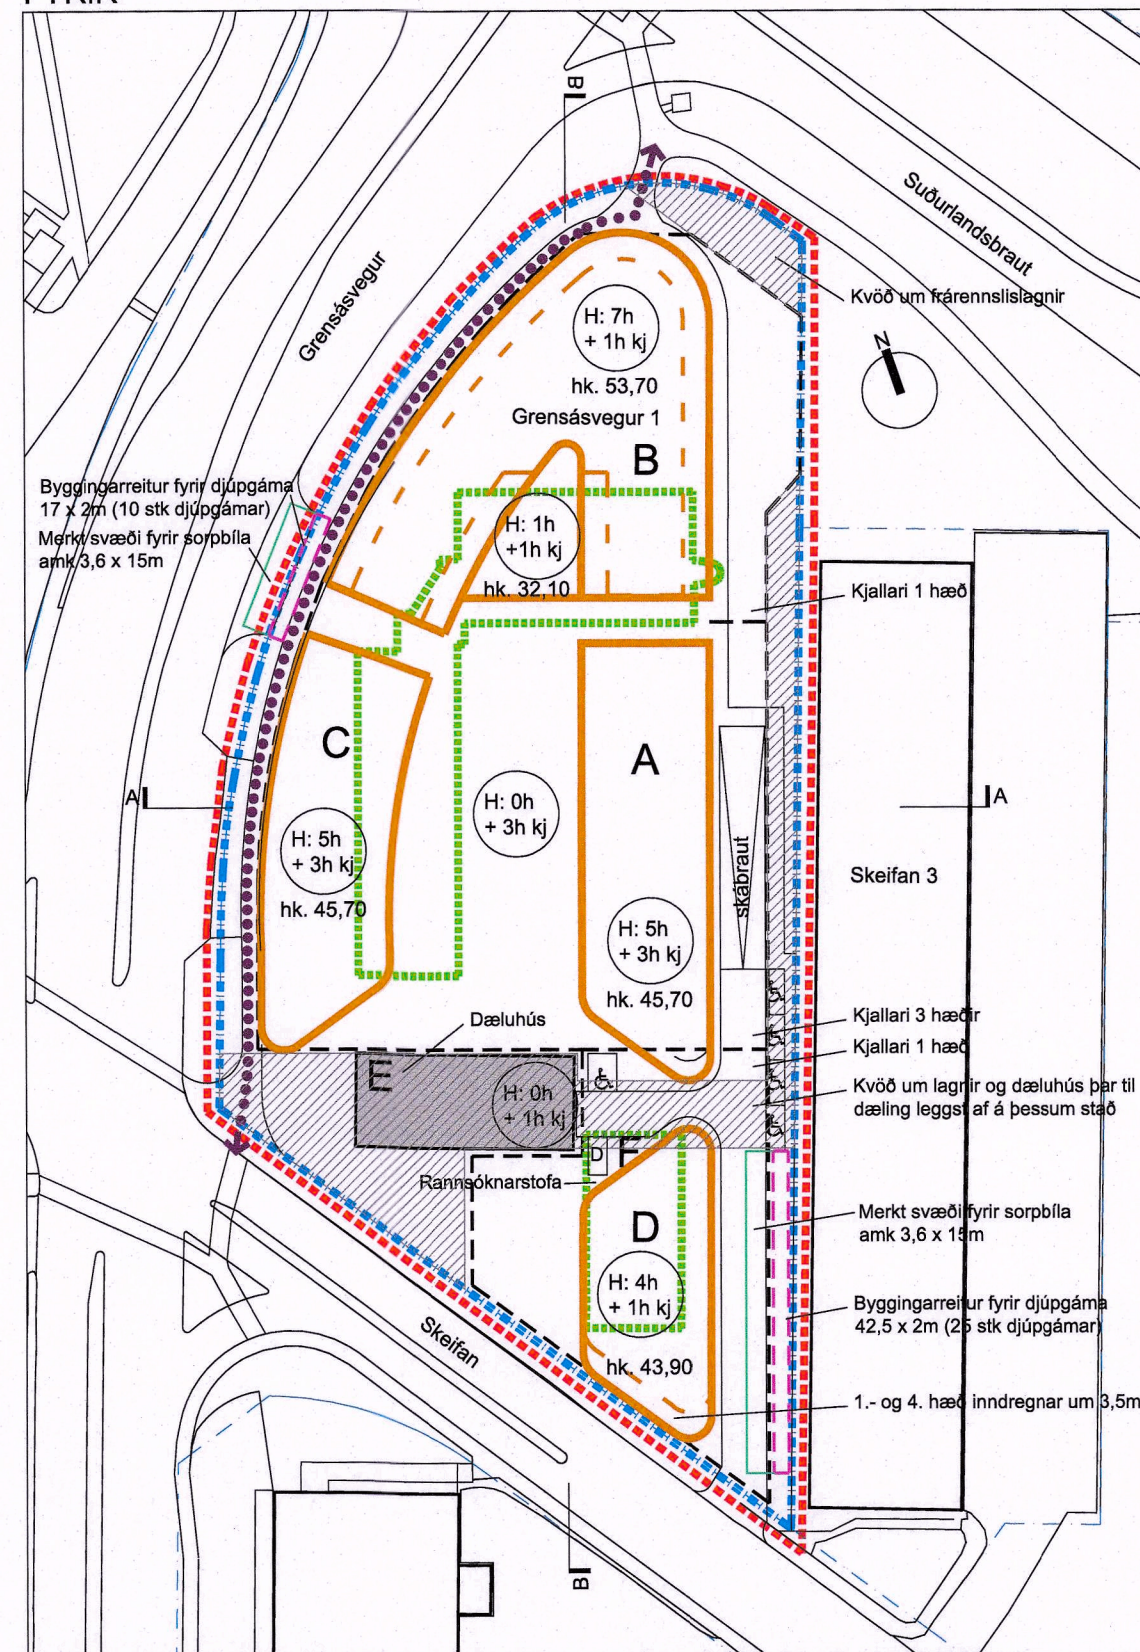 B
Suðurlandsbraut
Grensásvegur
Kvöð um frárennslislagnir
N
H: 7h
+ 1h kj
hk. 53,70
Grensásvegur 1
B
Byggingarreitur fyrir djúpgáma
17 x 2m (10 stk djúpgámar)
Merkt svæði fyrir sorpbíla
amk 3,6 x 15m
H: 1h
+1h kj
hk. 32,10
Kjallari 1 hæð
C
A
A
A
H: 0h
+ 3h kj
H: 5h
+ 3h kj
hk. 45,70
skábraut
Skeifan 3
H: 5h
+ 3h kj
hk. 45,70
Dæluhús
Kjallari 3 hæðir
Kjallari 1 hæð
E
H: 0h
+ 1h kj
Kvöð um lagnir og dæluhús þar til
dæling leggst af á þessum stað
D
F
Rannsóknarstofa
D
Merkt svæði fyrir sorpbíla
amk 3,6 x 15m
H: 4h
+ 1h kj
Byggingarreitur fyrir djúpgáma
42,5 x 2m (25 stk djúpgámar)
Skeifan
hk. 43,90
1.- og 4. hæð inndregnar um 3,5m
B